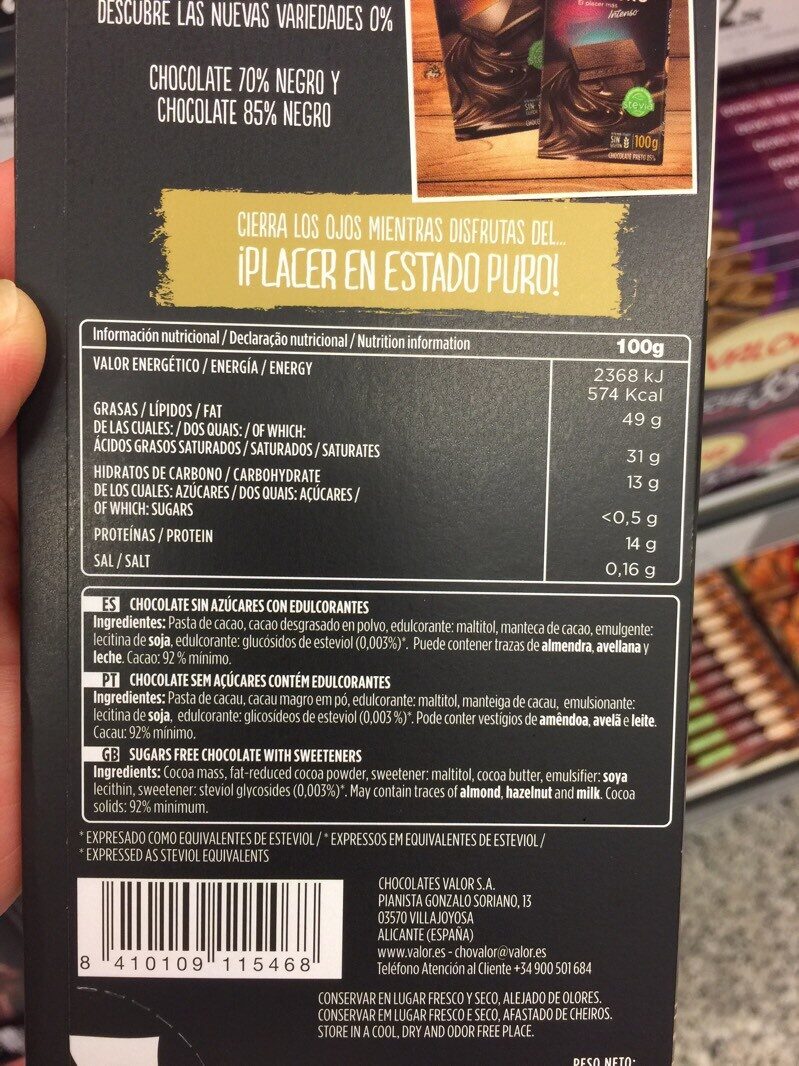 DESCUBRE LAS NUEVAS VARIEDADES 0%
CHOCOLATE 70% NEGRO Y
CHOCOLATE 85% NEGRO
El placer más
Intenso
stevia
SIN
100g
CHOCOLATE PRETO 85%
CIERRA LOS OJOS MIENTRAS DISFRUTAS DEL...
¡PLACER EN ESTADO PURO!
Información nutricional / Declaração nutricional / Nutrition information 100g
VALOR ENERGÉTICO / ENERGÍA / ENERGY 2368 kJ
574 Kcal
GRASAS / LÍPIDOS / FAT 49 g
DE LAS CUALES: / DOS QUAIS: / OF WHICH:
ÁCIDOS GRASOS SATURADOS / SATURADOS / SATURATES 31 g
HIDRATOS DE CARBONO / CARBOHYDRATE 13 g
DE LOS CUALES: AZÚCARES / DOS QUAIS: AÇÚCARES /
OF WHICH: SUGARS <0,5 g
PROTEÍNAS / PROTEIN 14 g
SAL / SALT 0,16 g
ES CHOCOLATE SIN AZÚCARES CON EDULCORANTES
Ingredientes: Pasta de cacao, cacao desgrasado en polvo, edulcorante: maltitol, manteca de cacao, emulgente:
lecitina de soja, edulcorante: glucósidos de esteviol (0,003%)*. Puede contener trazas de almendra, avellana y
leche. Cacao: 92 % mínimo.
PT CHOCOLATE SEM AÇÚCARES CONTÉM EDULCORANTES
Ingredientes: Pasta de cacau, cacau magro em pó, edulcorante: maltitol, manteiga de cacau, emulsionante:
lecitina de soja, edulcorante: glicosídeos de esteviol (0,003 %)*. Pode conter vestígios de amêndoa, avelã e leite.
Cacau: 92% mínimo.
GB SUGARS FREE CHOCOLATE WITH SWEETENERS
Ingredients: Cocoa mass, fat-reduced cocoa powder, sweetener: maltitol, cocoa butter, emulsifier: soya
lecithin, sweetener: steviol glycosides (0,003%)*. May contain traces of almond, hazelnut and milk. Cocoa
solids: 92% minimum.
* EXPRESADO COMO EQUIVALENTES DE ESTEVIOL / * EXPRESSOS EM EQUIVALENTES DE ESTEVIOL /
* EXPRESSED AS STEVIOL EQUIVALENTS
8 410109 115468
CHOCOLATES VALOR S.A.
PIANISTA GONZALO SORIANO, 13
03570 VILLAJOYOSA
ALICANTE (ESPAÑA)
www.valor.es - chovalor@valor.es
Teléfono Atención al Cliente +34 900 501 684
CONSERVAR EN LUGAR FRESCO Y SECO, ALEJADO DE OLORES.
CONSERVAR EM LUGAR FRESCO E SECO, AFASTADO DE CHEIROS.
STORE IN A COOL, DRY AND ODOR FREE PLACE.
PESO NETO: